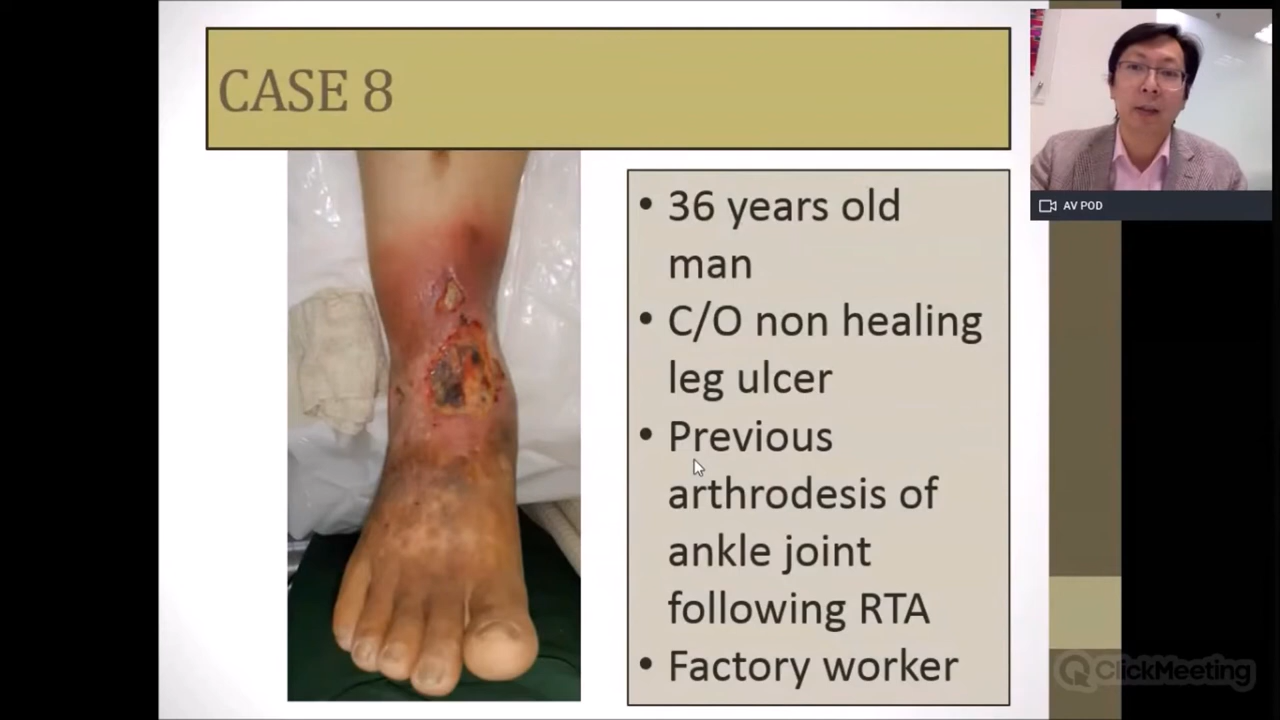 CASE 8
• 36 years old
man
• C/O non healing
leg ulcer
• Previous
arthrodesis of
ankle joint
following RTA
• Factory worker
AV POD
ClickMeeting